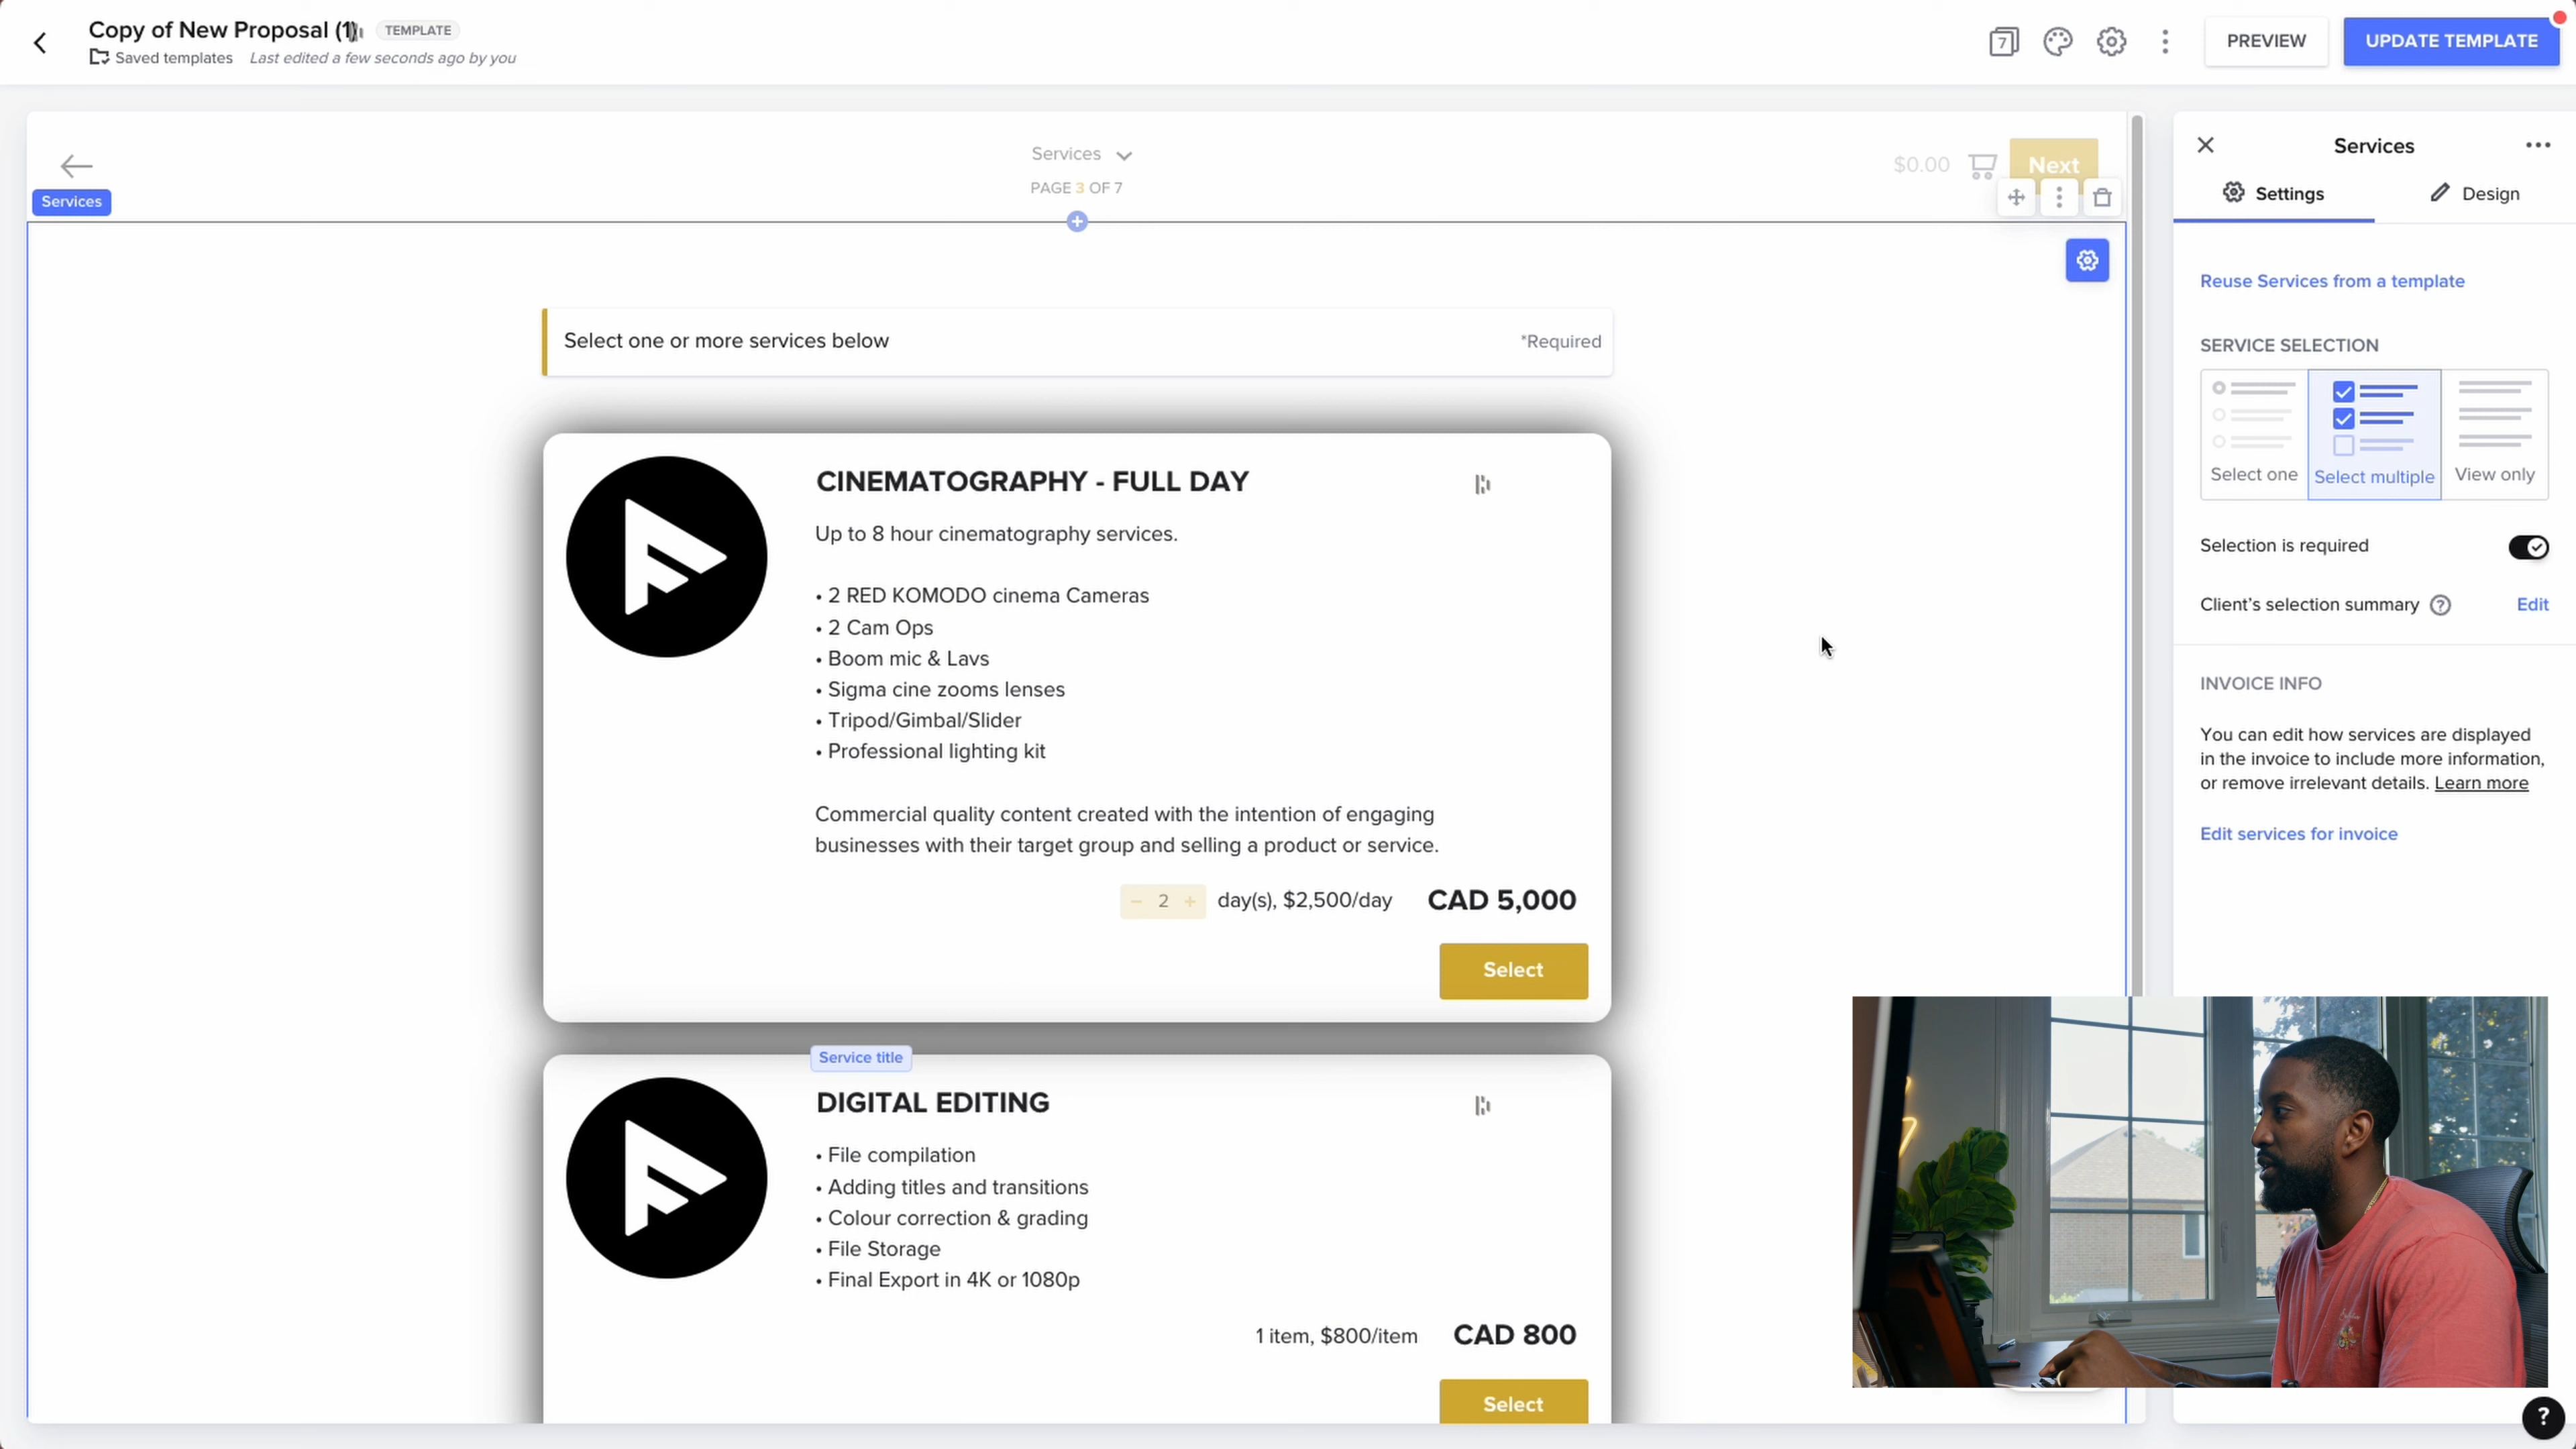 Copy of New Proposal (1)
TEMPLATE
Saved templates
Last edited a few seconds ago by you
7
PREVIEW
UPDATE TEMPLATE
Services
PAGE 3 OF 7
$0.00
Next
Services
Select one or more services below
*Required
CINEMATOGRAPHY - FULL DAY
Up to 8 hour cinematography services.
• 2 RED KOMODO cinema Cameras
• 2 Cam Ops
• Boom mic & Lavs
• Sigma cine zooms lenses
• Tripod/Gimbal/Slider
• Professional lighting kit
Commercial quality content created with the intention of engaging
businesses with their target group and selling a product or service.
− 2 + day(s), $2,500/day CAD 5,000
Select
Service title
DIGITAL EDITING
• File compilation
• Adding titles and transitions
• Colour correction & grading
• File Storage
• Final Export in 4K or 1080p
1 item, $800/item CAD 800
Select
Services
Settings
Design
Reuse Services from a template
SERVICE SELECTION
Select one
Select multiple
View only
Selection is required
Client's selection summary ?
Edit
INVOICE INFO
You can edit how services are displayed
in the invoice to include more information,
or remove irrelevant details. Learn more
Edit services for invoice
?